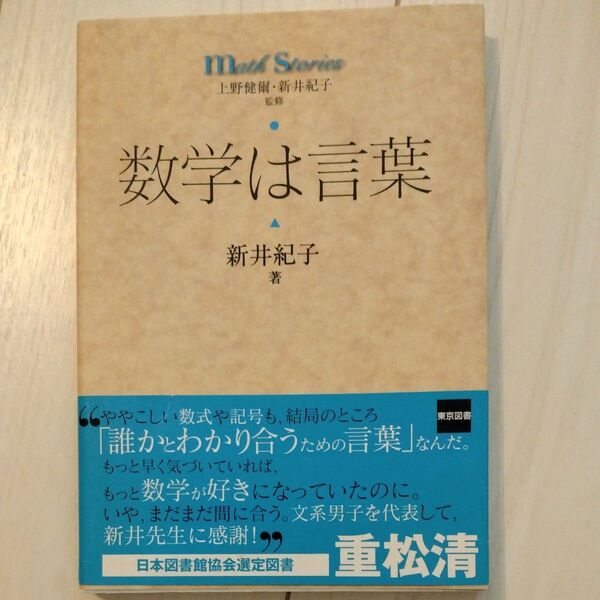 math Stories
上野健爾・新井紀子
監修
数学は言葉
新井紀子
著
東京図書
“ややこしい数式や記号も、結局のところ
「誰かとわかり合うための言葉」なんだ。
もっと早く気づいていれば、
もっと数学が好きになっていたのに。
いや、まだまだ間に合う。文系男子を代表して、
新井先生に感謝!”
日本図書館協会選定図書
重松清